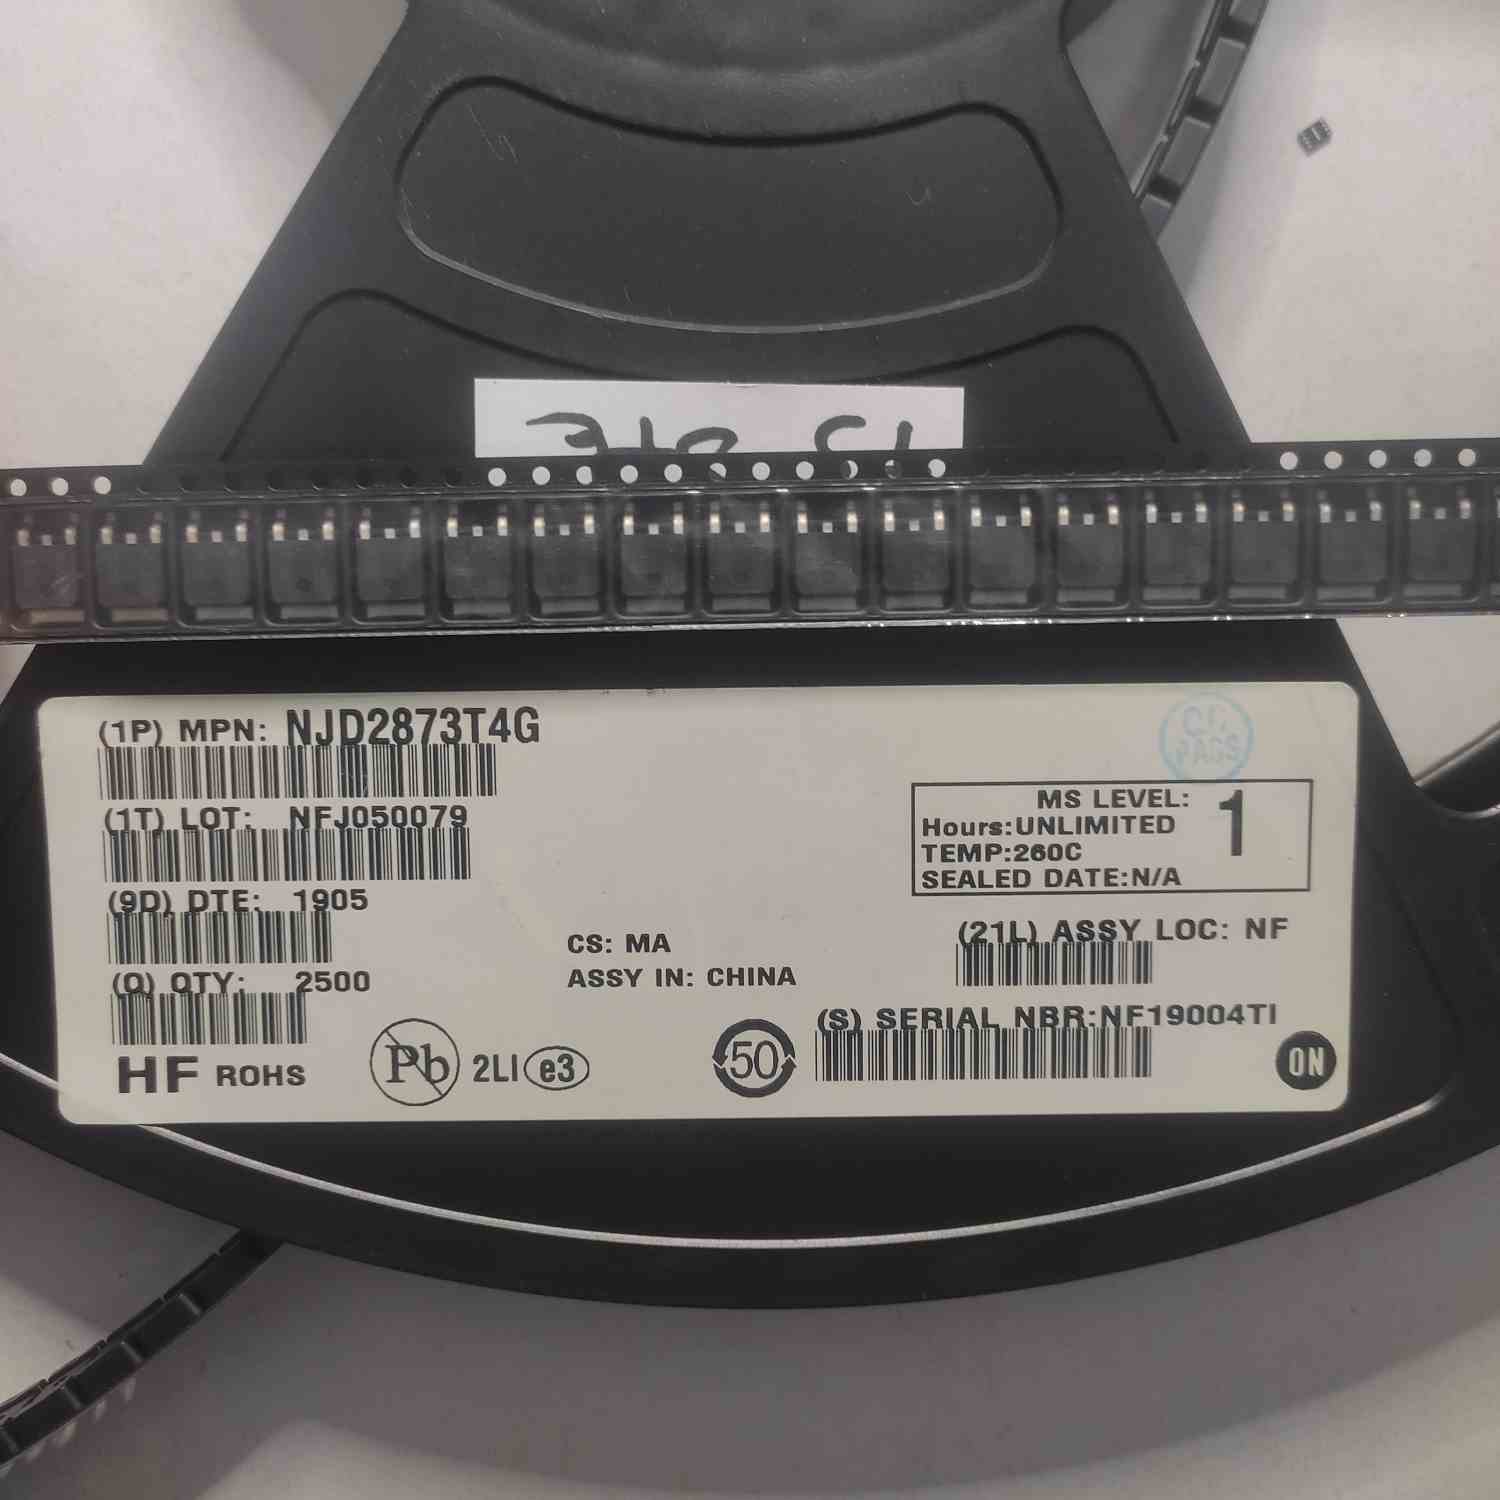 (1P) MPN: NJD2873T4G
(1T) LOT: NFJ050079
(9D) DTE: 1905
(Q) QTY: 2500
HF ROHS
Pb 2LI e3
CS: MA
ASSY IN: CHINA
50
PASS
MS LEVEL: 1
Hours:UNLIMITED
TEMP:260C
SEALED DATE:N/A
(21L) ASSY LOC: NF
(S) SERIAL NBR:NF19004TI
ON